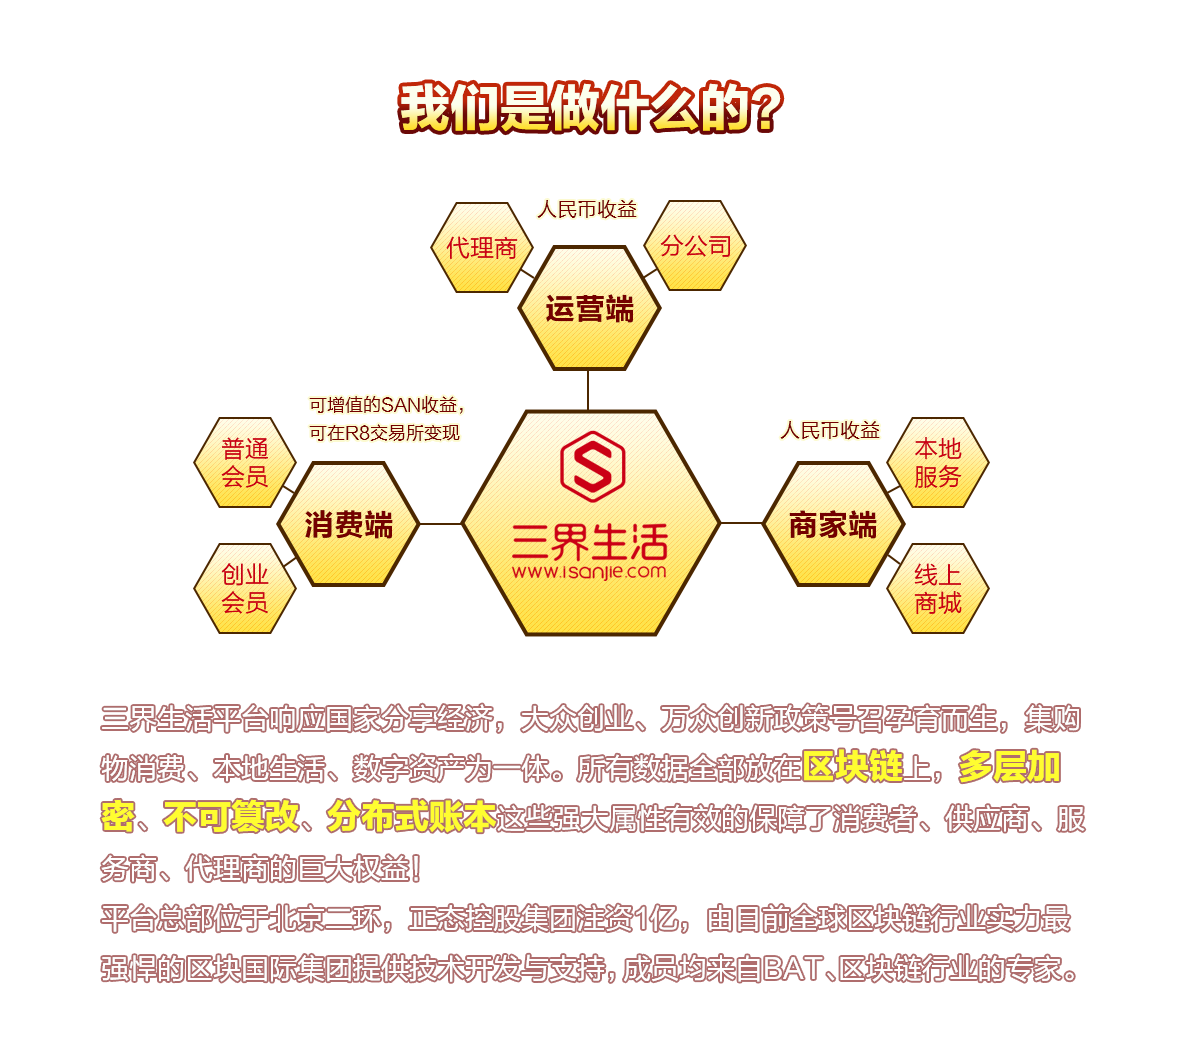 我们是做什么的?
人民币收益
代理商
分公司
运营端
可增值的SAN收益，
可在R8交易所变现
人民币收益
普通
会员
本地
服务
消费端
商家端
三界生活
www.isanjie.com
创业
会员
线上
商城
三界生活平台响应国家分享经济，大众创业、万众创新政策号召孕育而生，集购
物消费、本地生活、数字资产为一体。所有数据全部放在区块链上，多层加
密、不可篡改、分布式账本这些强大属性有效的保障了消费者、供应商、服
务商、代理商的巨大权益！
平台总部位于北京二环，正态控股集团注资1亿，由目前全球区块链行业实力最
强悍的区块国际集团提供技术开发与支持，成员均来自BAT、区块链行业的专家。